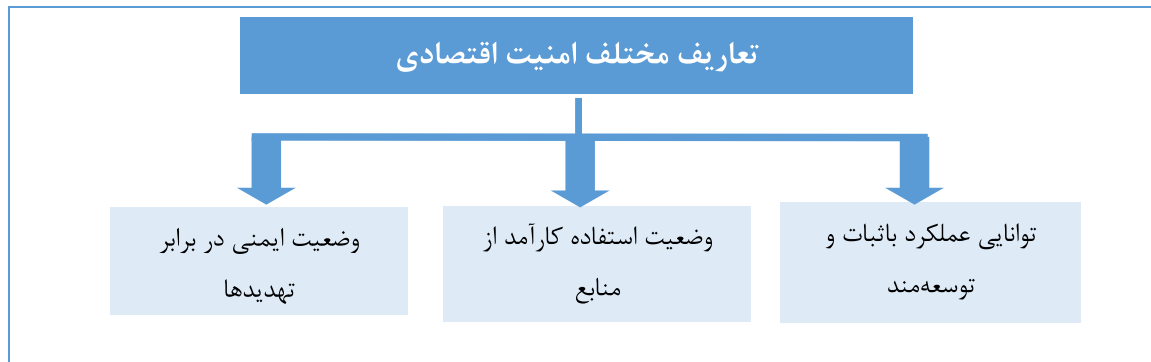 تعاریف مختلف امنیت اقتصادی
توانایی عملکرد باثبات و
توسعه‌مند
وضعیت استفاده کارآمد از
منابع
وضعیت ایمنی در برابر
تهدیدها